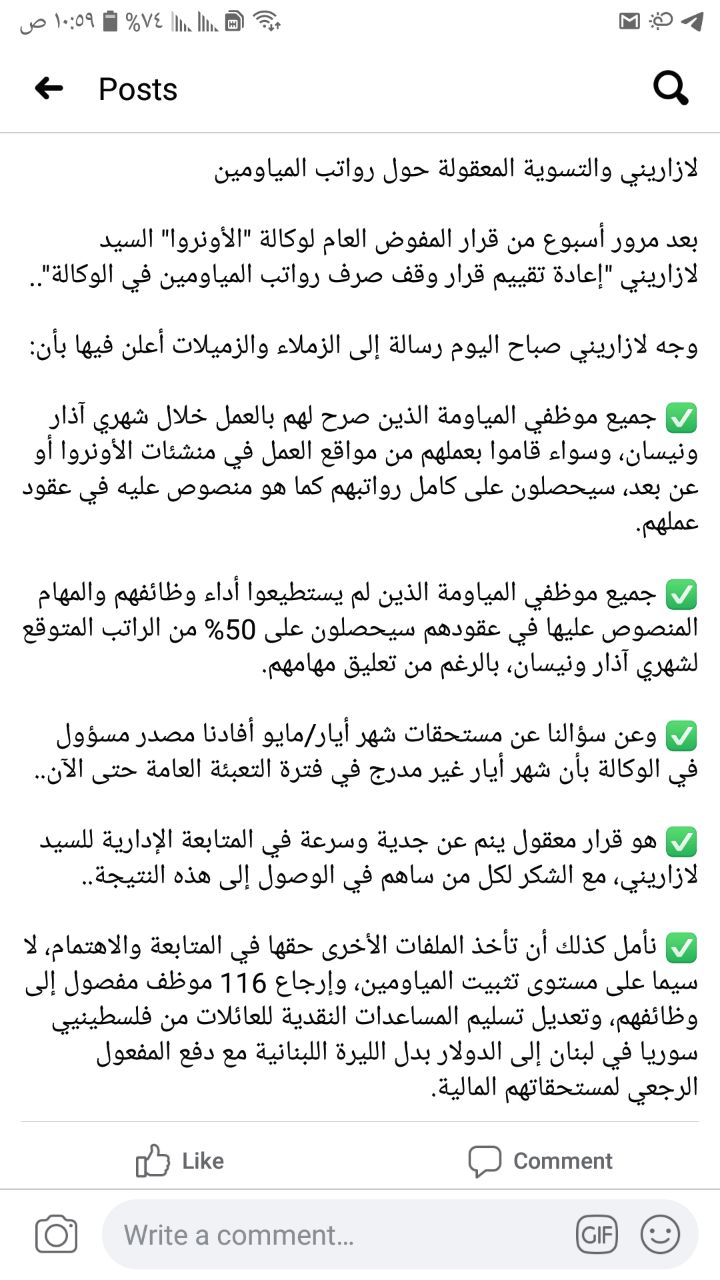 ١٠:٥٩ ص %٧٤
Posts
لازاريني والتسوية المعقولة حول رواتب المياومين
بعد مرور أسبوع من قرار المفوض العام لوكالة "الأونروا" السيد
لازاريني "إعادة تقييم قرار وقف صرف رواتب المياومين في الوكالة"..
وجه لازاريني صباح اليوم رسالة إلى الزملاء والزميلات أعلن فيها بأن:
✅ جميع موظفي المياومة الذين صرح لهم بالعمل خلال شهري آذار
ونيسان، وسواء قاموا بعملهم من مواقع العمل في منشئات الأونروا أو
عن بعد، سيحصلون على كامل رواتبهم كما هو منصوص عليه في عقود
عملهم.
✅ جميع موظفي المياومة الذين لم يستطيعوا أداء وظائفهم والمهام
المنصوص عليها في عقودهم سيحصلون على 50% من الراتب المتوقع
لشهري آذار ونيسان، بالرغم من تعليق مهامهم.
✅ وعن سؤالنا عن مستحقات شهر أيار/مايو أفادنا مصدر مسؤول
في الوكالة بأن شهر أيار غير مدرج في فترة التعبئة العامة حتى الآن..
✅ هو قرار معقول ينم عن جدية وسرعة في المتابعة الإدارية للسيد
لازاريني، مع الشكر لكل من ساهم في الوصول إلى هذه النتيجة..
✅ نأمل كذلك أن تأخذ الملفات الأخرى حقها في المتابعة والاهتمام، لا
سيما على مستوى تثبيت المياومين، وإرجاع 116 موظف مفصول إلى
وظائفهم، وتعديل تسليم المساعدات النقدية للعائلات من فلسطينيي
سوريا في لبنان إلى الدولار بدل الليرة اللبنانية مع دفع المفعول
الرجعي لمستحقاتهم المالية.
Like
Comment
Write a comment...
GIF